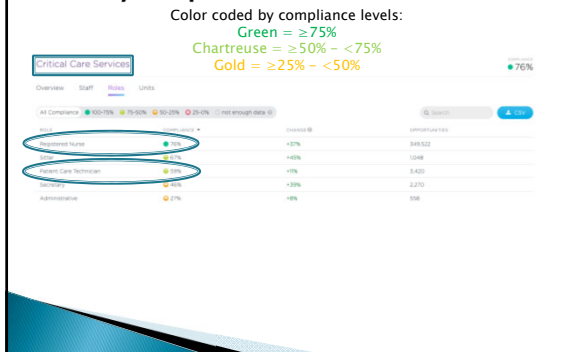 Color coded by compliance levels:
Green = ≥75%
Chartreuse = ≥50% – <75%
Gold = ≥25% – <50%
Critical Care Services
76%
Overview Staff Roles Units
All Compliance 100-75% 75-50% 50-25% 25-0% not enough data
Search CSV
ROLE COMPLIANCE CHANGE OPPORTUNITIES
Registered Nurse 76% +37% 349,522
Sitter 67% +45% 1,048
Patient Care Technician 59% +11% 3,420
Secretary 46% +39% 2,270
Administrative 27% +8% 558